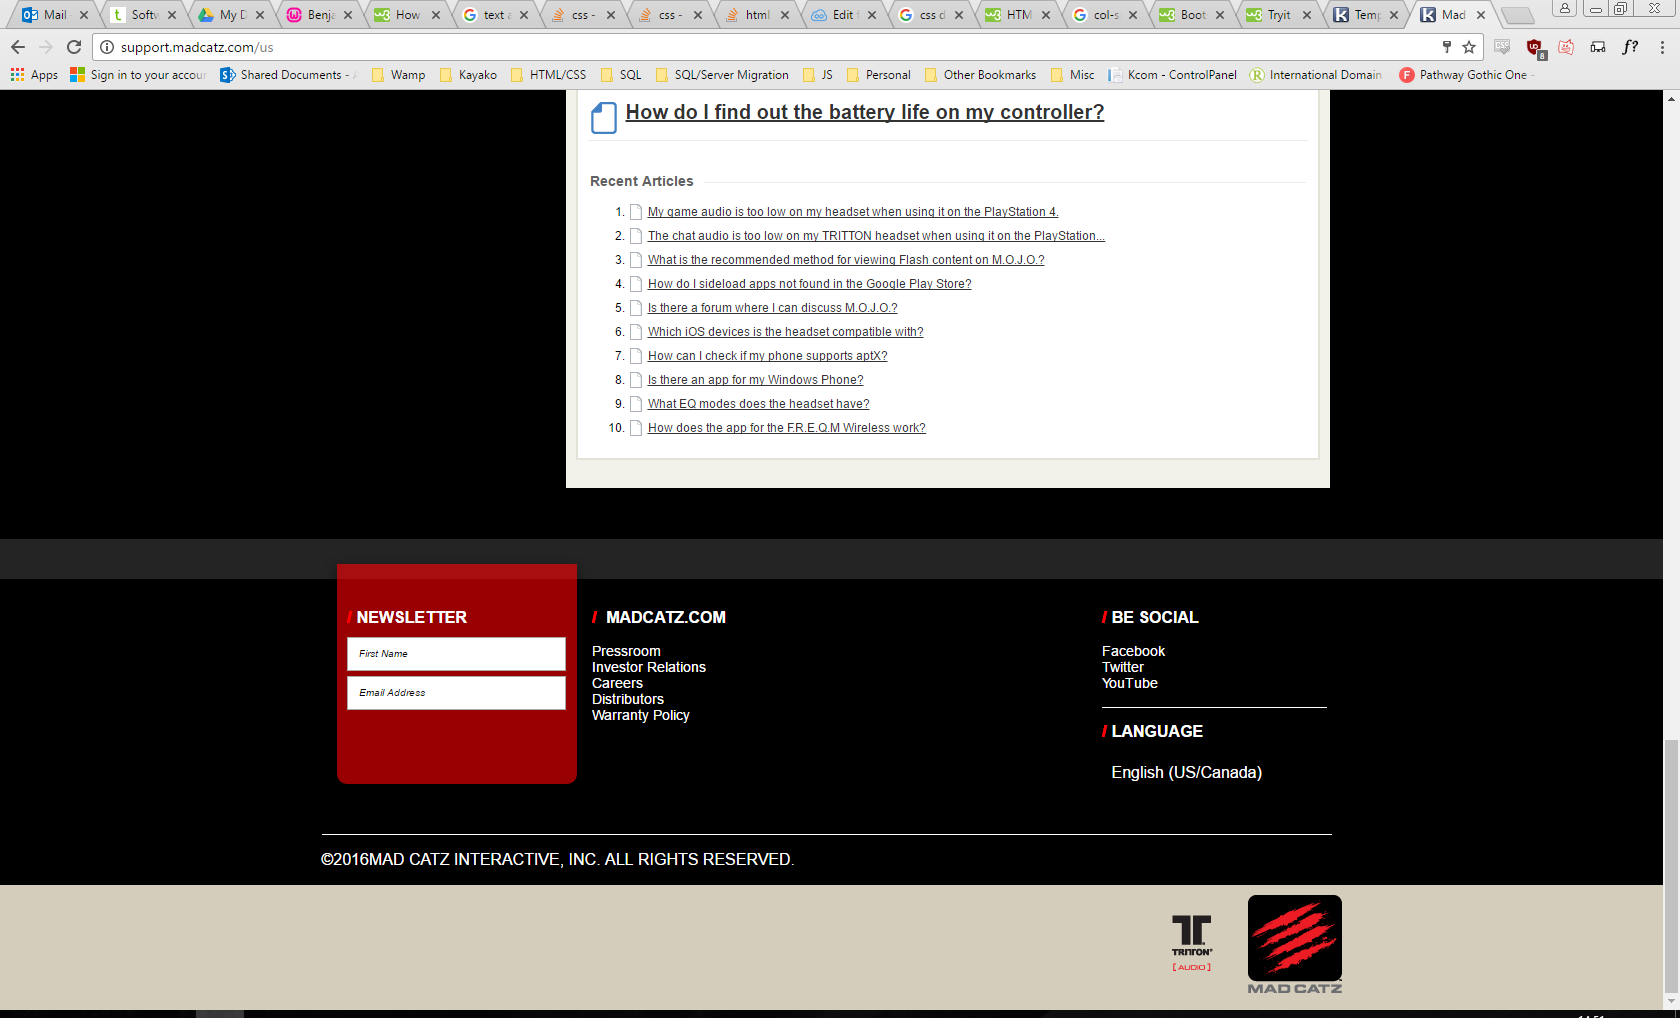 Mail
Softw
My D
Benja
How
text a
css -
css -
html
Edit f
css d
HTM
col-s
Boot
Tryit
Temp
Mad
support.madcatz.com/us
f?
8
Apps
Sign in to your accour
Shared Documents -
Wamp
Kayako
HTML/CSS
SQL
SQL/Server Migration
JS
Personal
Other Bookmarks
Misc
Kcom - ControlPanel
International Domain
Pathway Gothic One -
How do I find out the battery life on my controller?
Recent Articles
1. My game audio is too low on my headset when using it on the PlayStation 4.
2. The chat audio is too low on my TRITTON headset when using it on the PlayStation...
3. What is the recommended method for viewing Flash content on M.O.J.O.?
4. How do I sideload apps not found in the Google Play Store?
5. Is there a forum where I can discuss M.O.J.O.?
6. Which iOS devices is the headset compatible with?
7. How can I check if my phone supports aptX?
8. Is there an app for my Windows Phone?
9. What EQ modes does the headset have?
10. How does the app for the F.R.E.Q.M Wireless work?
/ NEWSLETTER
First Name
Email Address
/ MADCATZ.COM
Pressroom
Investor Relations
Careers
Distributors
Warranty Policy
/ BE SOCIAL
Facebook
Twitter
YouTube
/ LANGUAGE
English (US/Canada)
©2016MAD CATZ INTERACTIVE, INC. ALL RIGHTS RESERVED.
TRITTON
[ AUDIO ]
MAD CATZ